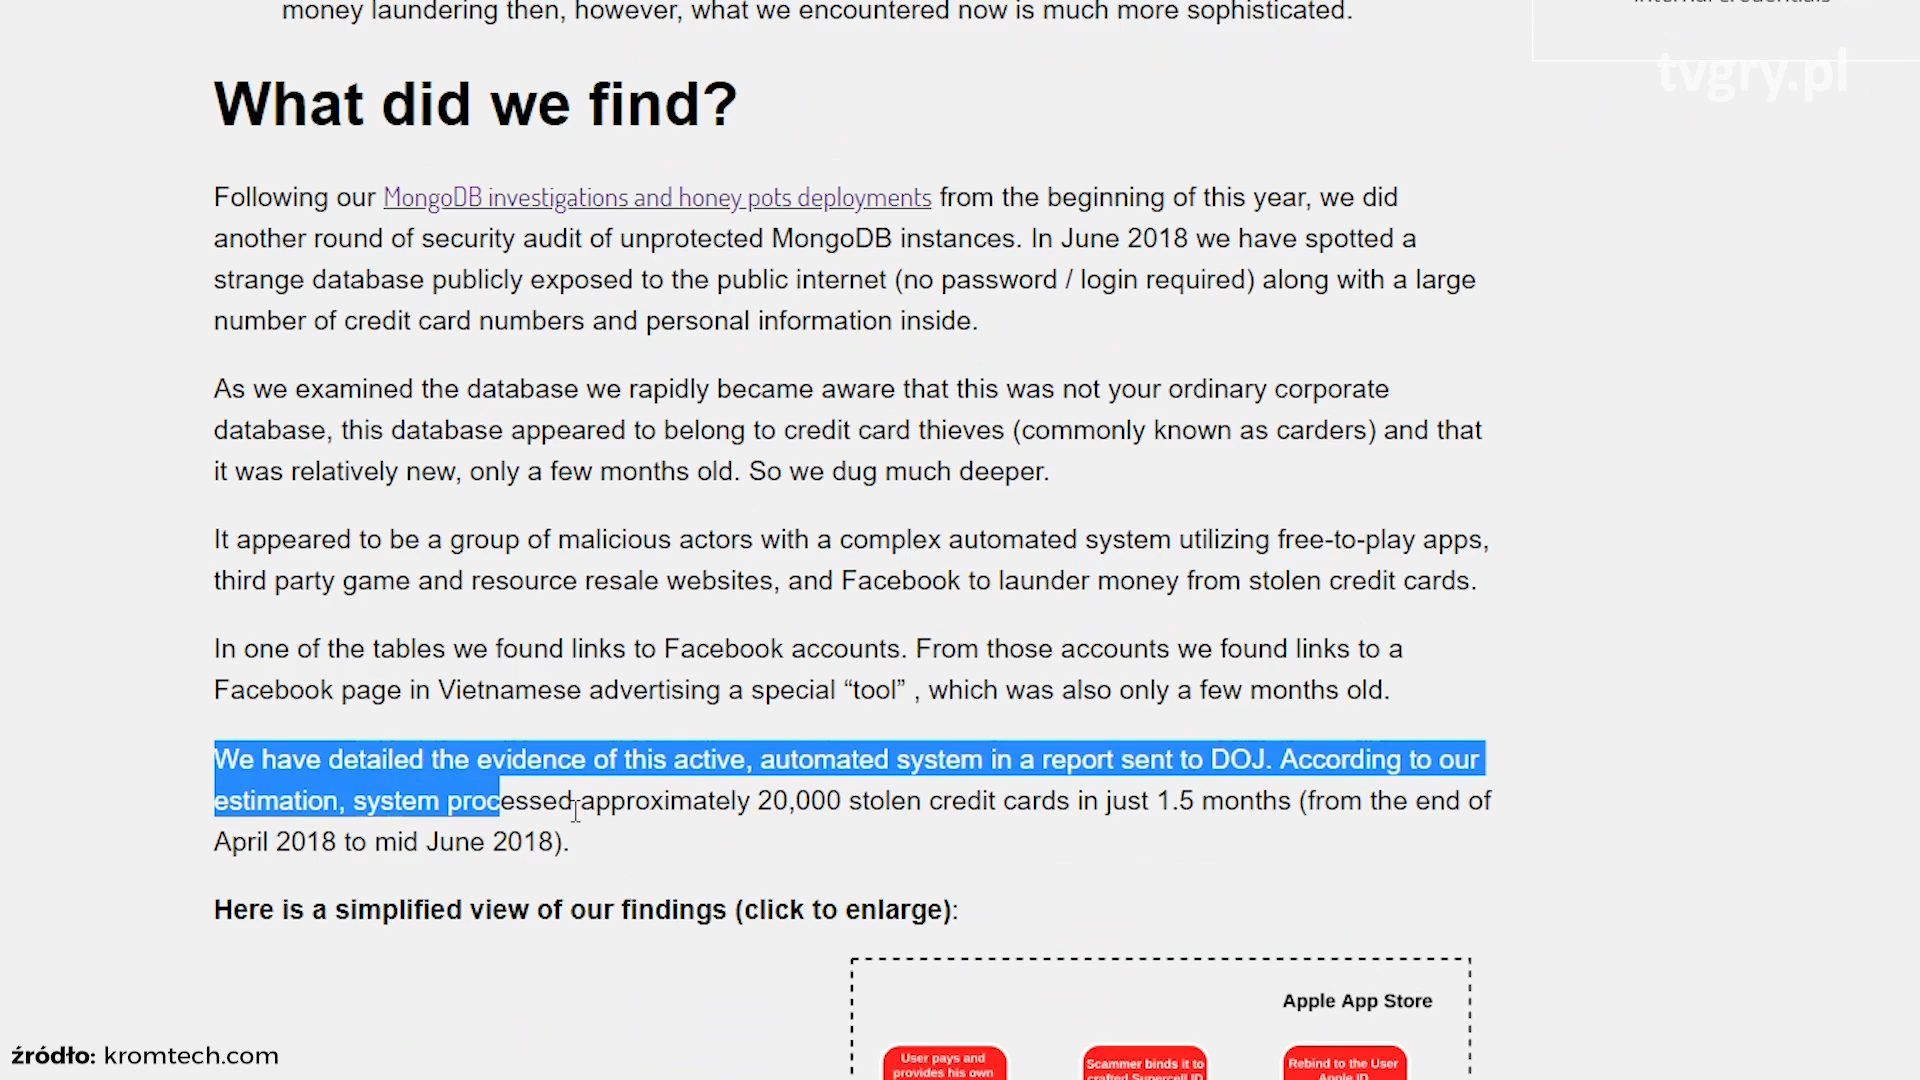 money laundering then, however, what we encountered now is much more sophisticated.
tvgry.pl
What did we find?
Following our MongoDB investigations and honey pots deployments from the beginning of this year, we did
another round of security audit of unprotected MongoDB instances. In June 2018 we have spotted a
strange database publicly exposed to the public internet (no password / login required) along with a large
number of credit card numbers and personal information inside.
As we examined the database we rapidly became aware that this was not your ordinary corporate
database, this database appeared to belong to credit card thieves (commonly known as carders) and that
it was relatively new, only a few months old. So we dug much deeper.
It appeared to be a group of malicious actors with a complex automated system utilizing free-to-play apps,
third party game and resource resale websites, and Facebook to launder money from stolen credit cards.
In one of the tables we found links to Facebook accounts. From those accounts we found links to a
Facebook page in Vietnamese advertising a special “tool” , which was also only a few months old.
We have detailed the evidence of this active, automated system in a report sent to DOJ. According to our
estimation, system processed approximately 20,000 stolen credit cards in just 1.5 months (from the end of
April 2018 to mid June 2018).
Here is a simplified view of our findings (click to enlarge):
Apple App Store
User pays and
provides his own
Scammer binds it to
crafted Supercell ID
Rebind to the User
Apple ID
źródło: kromtech.com